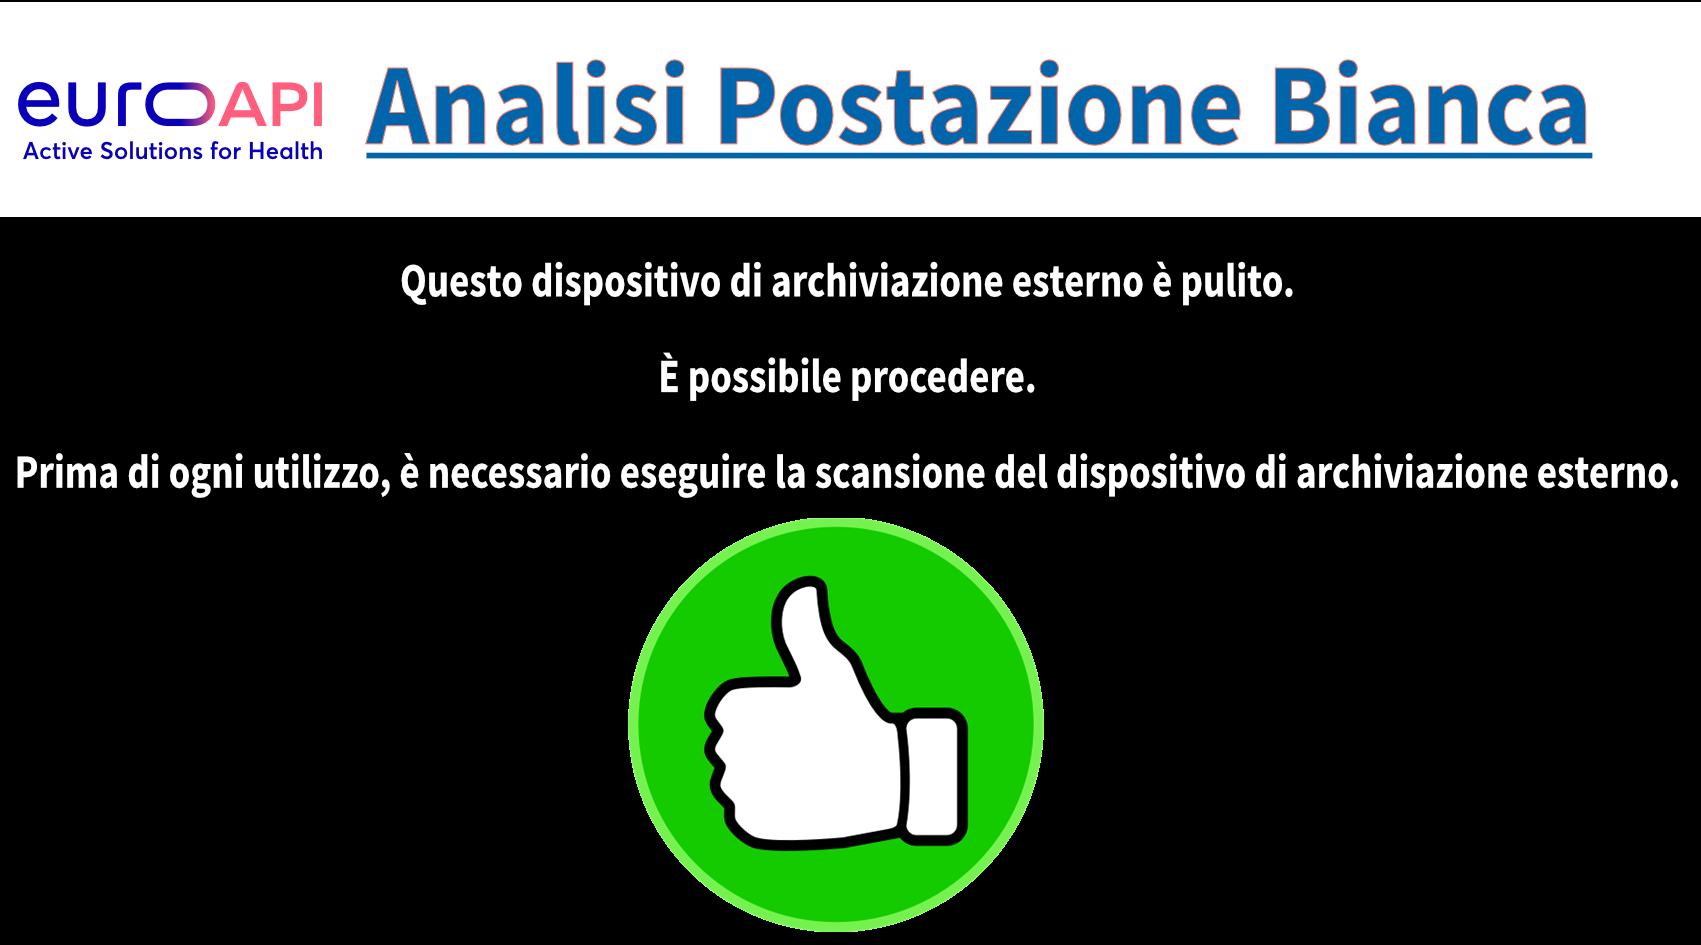 euroAPI
Active Solutions for Health
Analisi Postazione Bianca
Questo dispositivo di archiviazione esterno è pulito.
È possibile procedere.
Prima di ogni utilizzo, è necessario eseguire la scansione del dispositivo di archiviazione esterno.